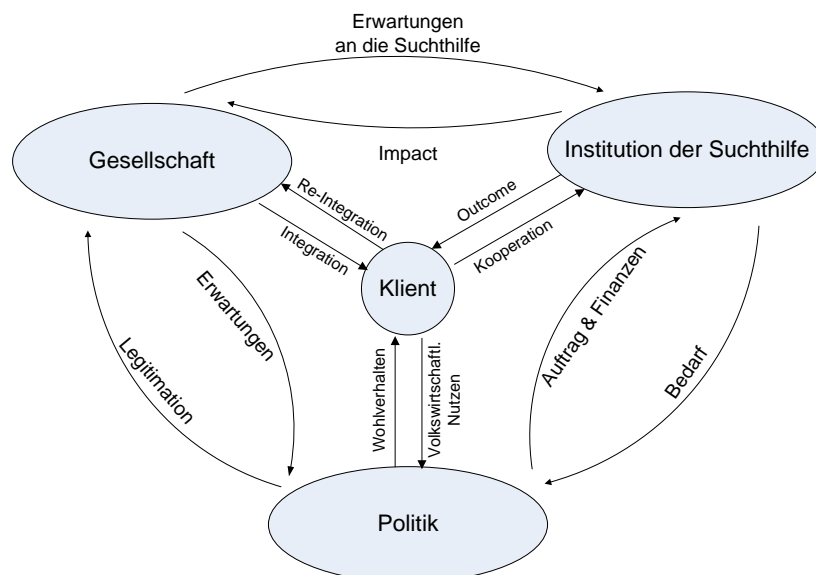 Erwartungen
an die Suchthilfe
Gesellschaft
Institution der Suchthilfe
Impact
Re-Integration
Integration
Outcome
Kooperation
Klient
Erwartungen
Legitimation
Auftrag & Finanzen
Bedarf
Wohlverhalten
Volkswirtschaftl.
Nutzen
Politik